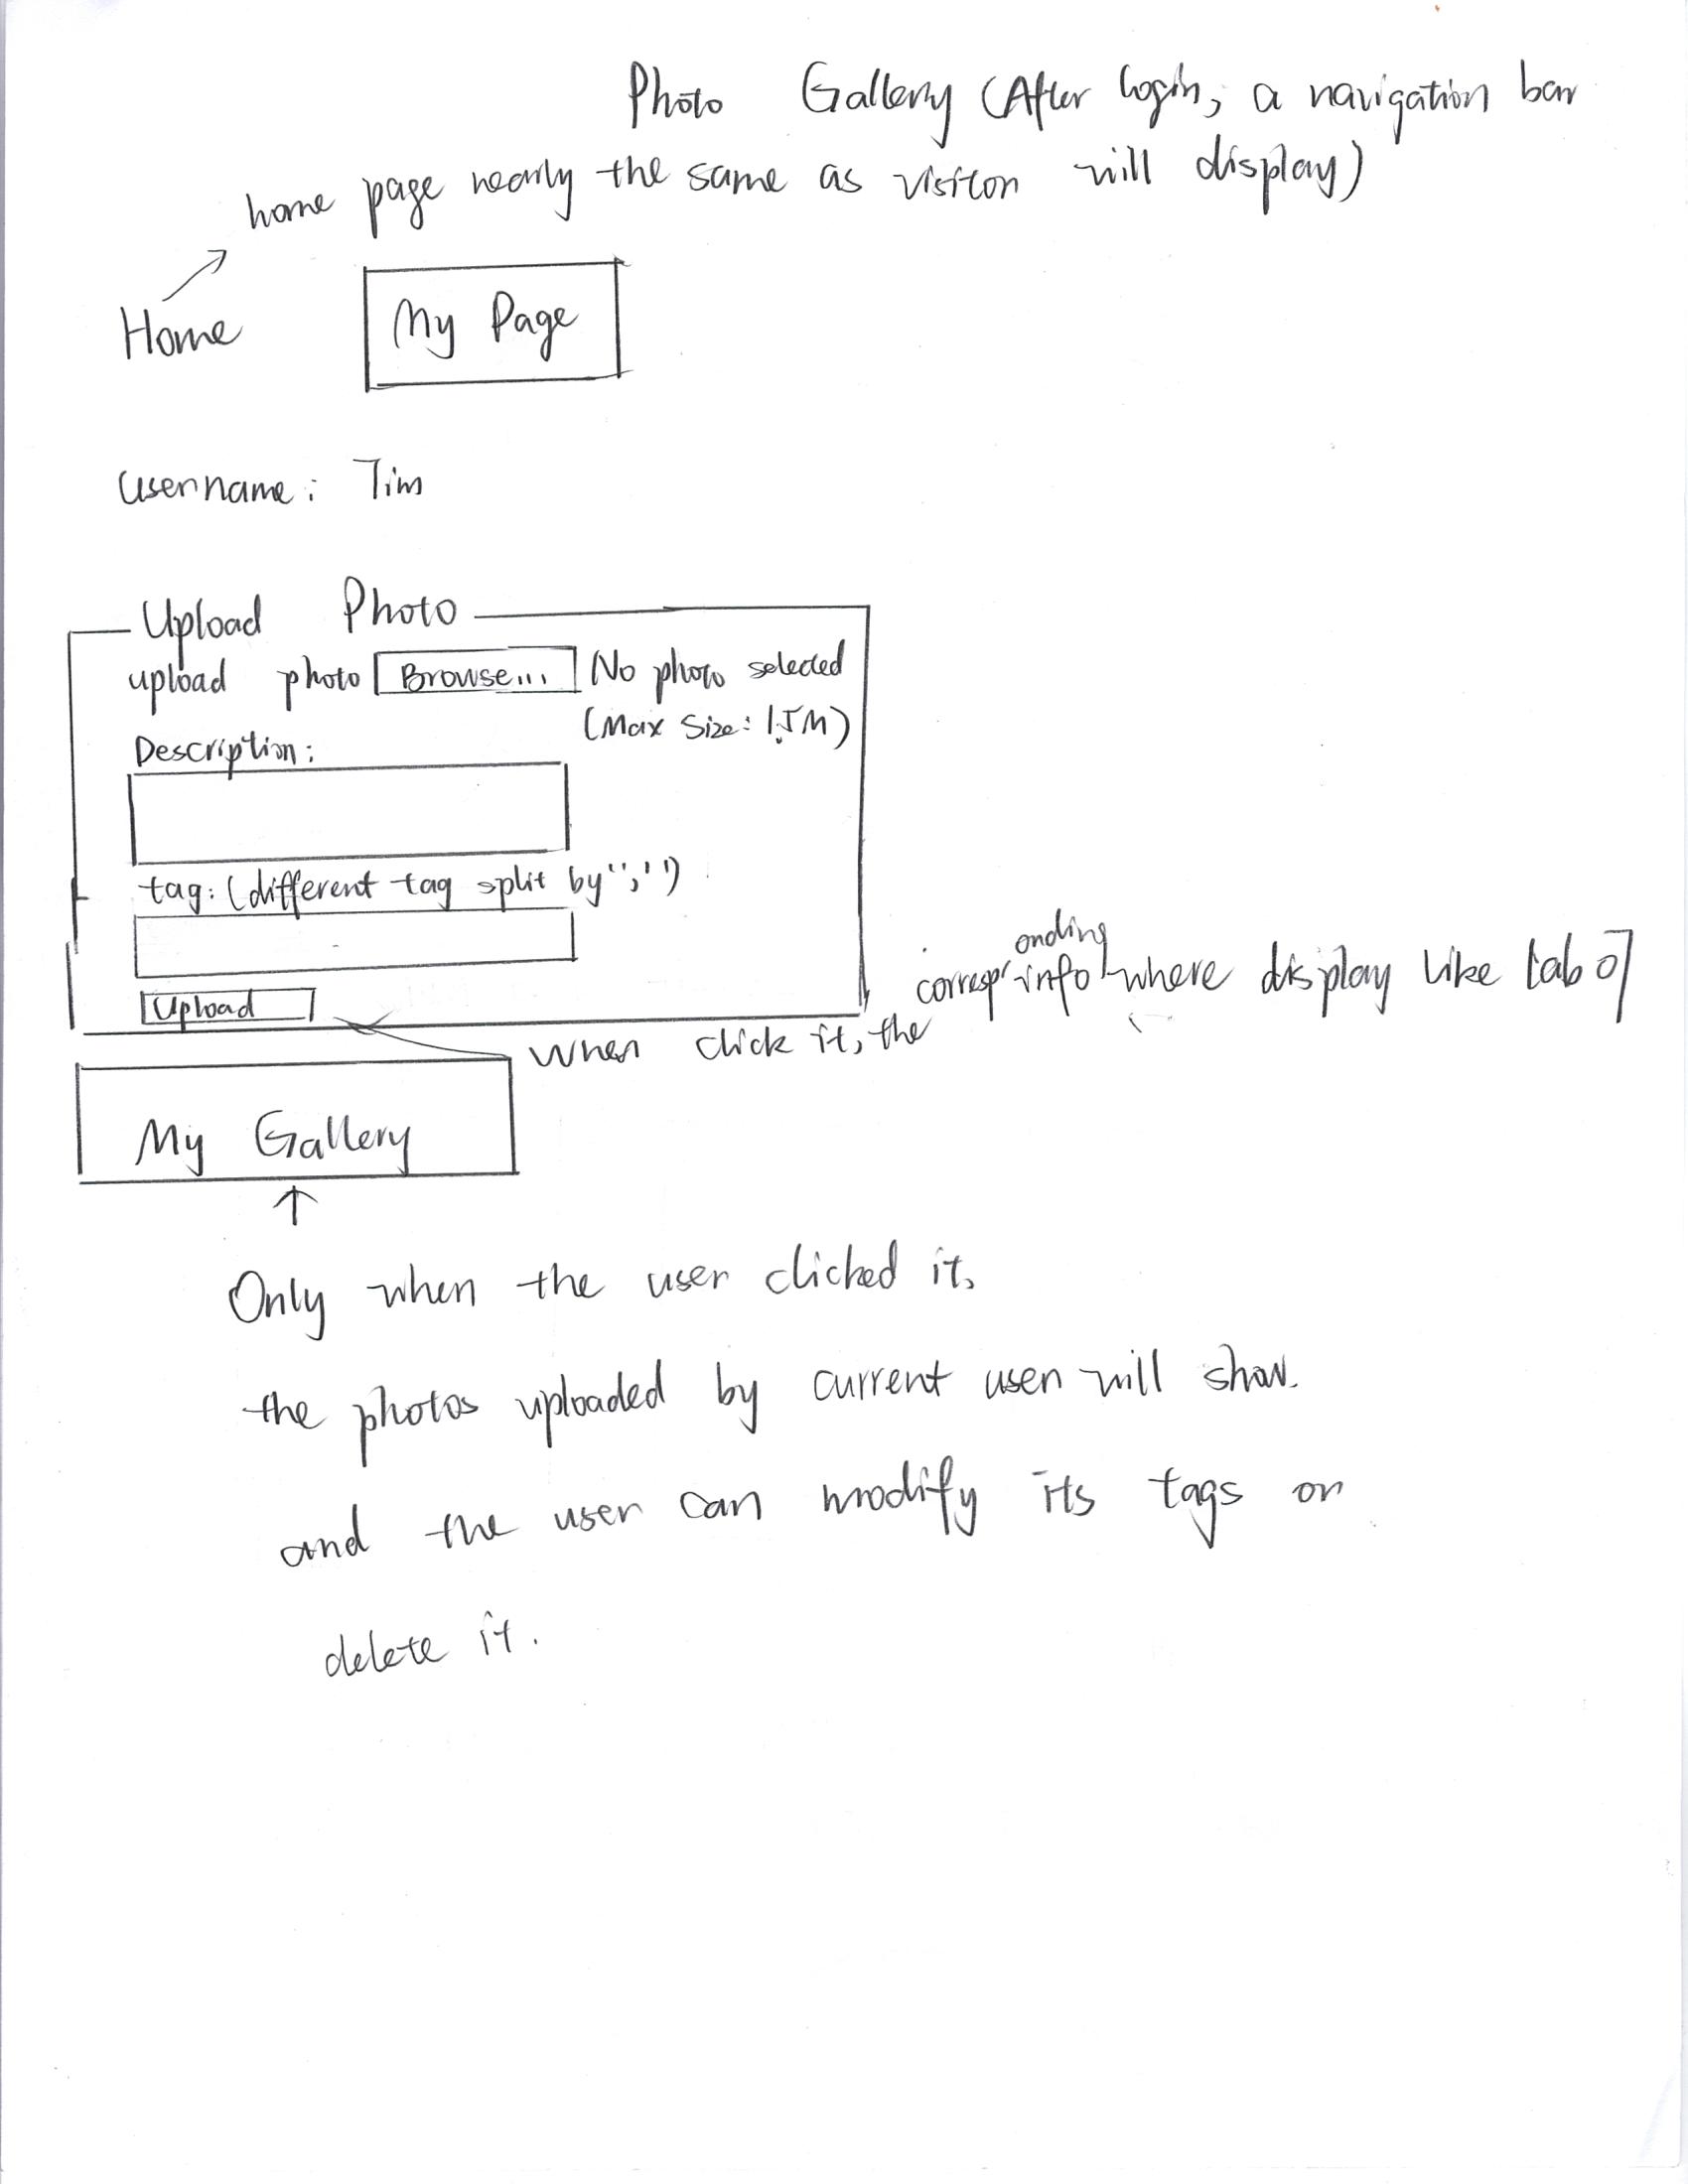 Photo Gallery (After login, a navigation bar
will display)
home page nearly the same as visitor
Home My Page
username: Tim
Upload Photo
upload photo Browse... No photo selected
(Max Size: 1.5M)
Description:
tag: (different tag split by ";")
Upload
When click it, the corresponding info where display like lab 07
My Gallery
Only when the user clicked it,
the photos uploaded by current user will show.
and the user can modify its tags or
delete it.